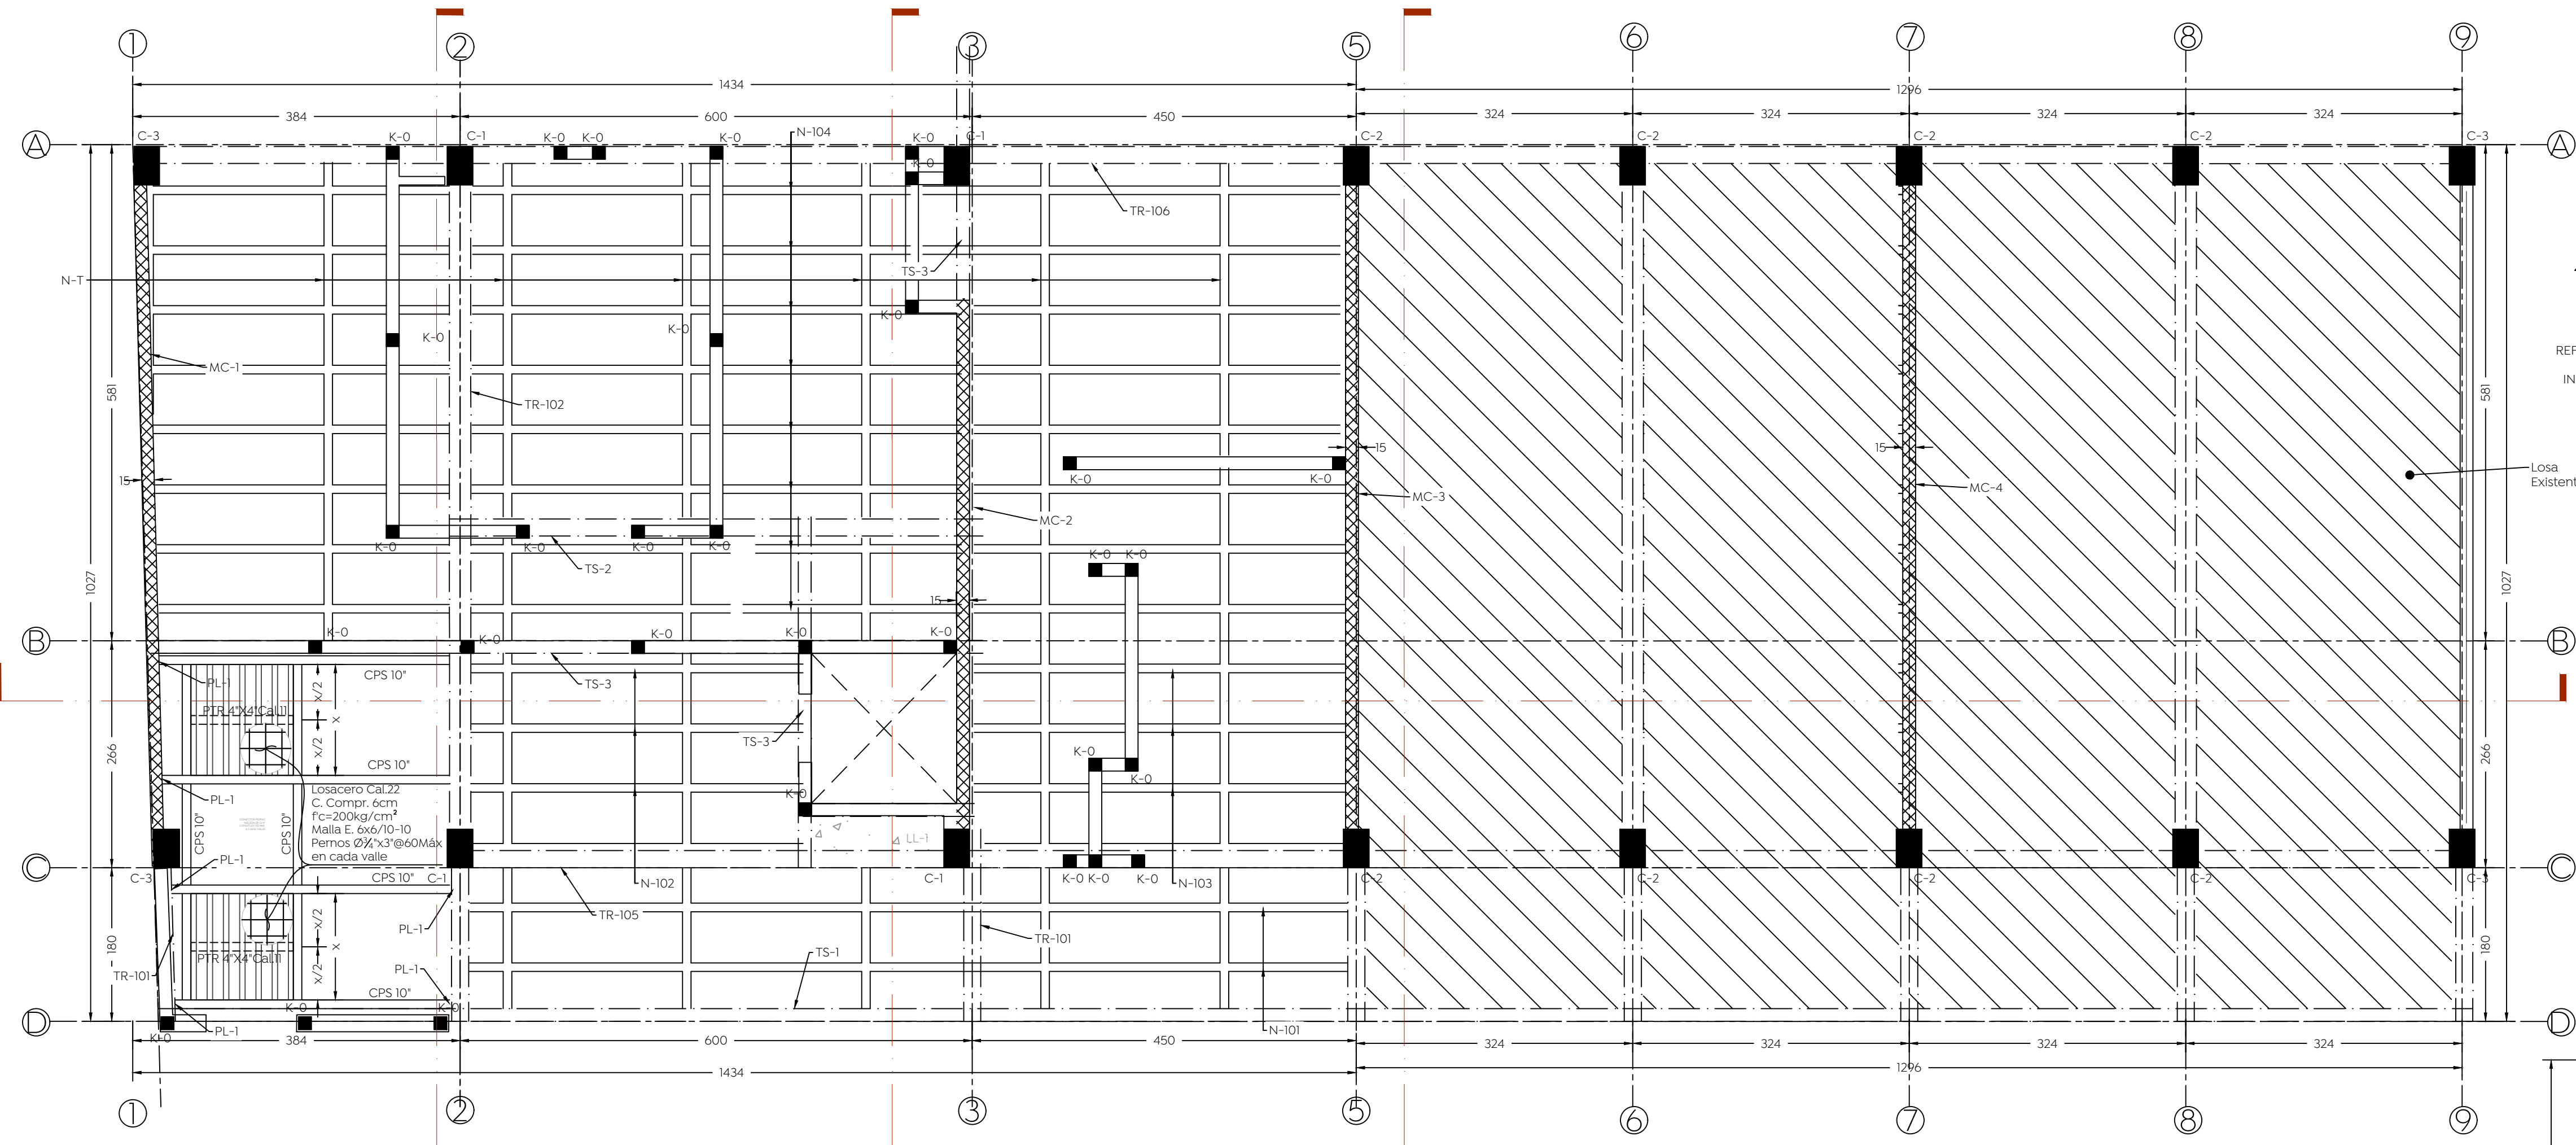 1 2 3 5 6 7 8 9
1434
1296
384 600 450 324 324 324 324
A A
C-3 K-0 C-1 K-0 K-0 K-0 N-104 K-0 C-1 C-2 C-2 C-2 C-2 C-3
K-0
TR-106
TS-3
N-T
K-0
K-0 K-0
MC-1
REF
IN
581 581
TR-102
15 15
Losa
Existen
K-0 K-0
15
MC-3 MC-4
MC-2
K-0 K-0 K-0 K-0
K-0 K-0
TS-2
1027 1027
15
K-0 K-0 K-0 K-0 K-0
B B
CPS 10"
PL-1 TS-3
X/2
PTR 4"X4"Cal.11
X
TS-3
X/2
266 266
K-0
K-0
CPS 10"
Losacero Cal.22
C. Compr. 6cm
f'c=200kg/cm²
Malla E. 6x6/10-10
Pernos Ø¾"x3"@60Máx
en cada valle
PL-1
K-0
CPS 10" CPS 10"
LL-1
PL-1
C C
C-3 CPS 10" C-1 N-102 C-1 K-0 K-0 K-0 N-103 C-2 C-2 C-2 C-2 C-3
X/2
TR-105
PL-1
X
TR-101
180 180
PTR 4"X4"Cal.11
TS-1
X/2
TR-101
PL-1
CPS 10"
K-0 K-0
D D
PL-1 N-101
K-0
384 600 450 324 324 324 324
1434
1296
1 2 3 5 6 7 8 9